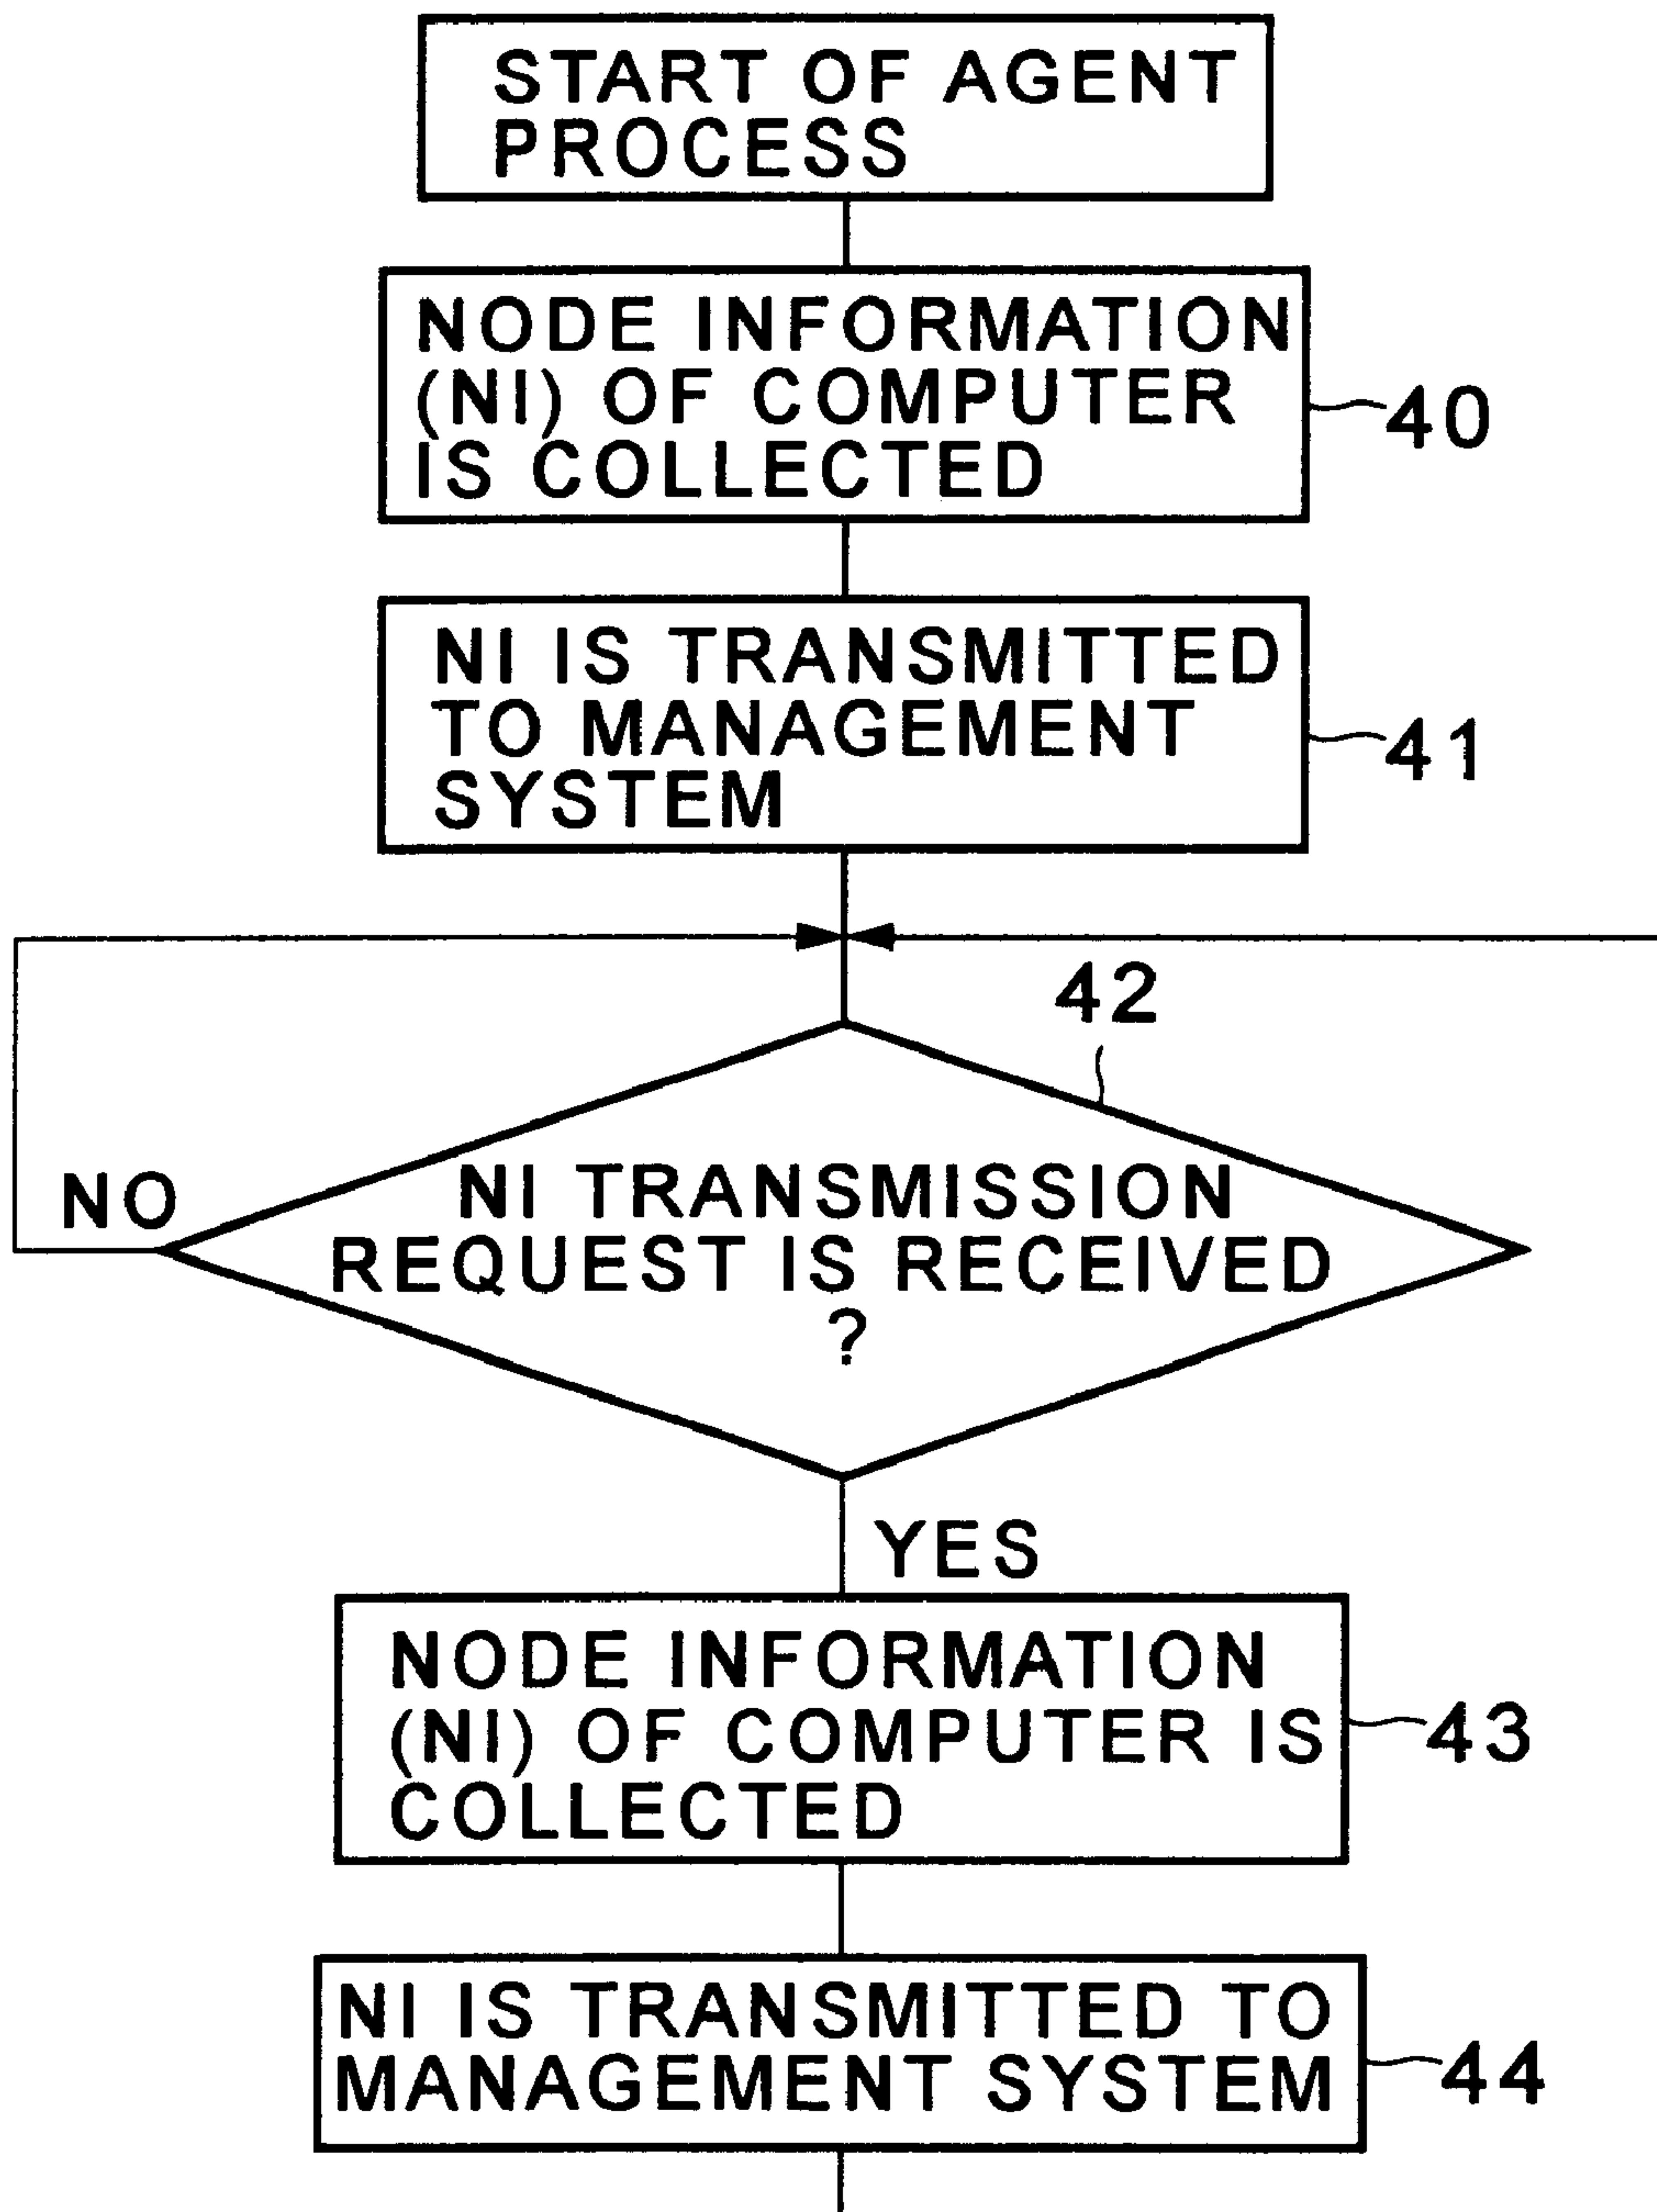 START OF AGENT
PROCESS
NODE INFORMATION
(NI) OF COMPUTER
IS COLLECTED
40
NI IS TRANSMITTED
TO MANAGEMENT
SYSTEM
41
42
NO
NI TRANSMISSION
REQUEST IS RECEIVED
?
YES
NODE INFORMATION
(NI) OF COMPUTER IS
COLLECTED
43
NI IS TRANSMITTED TO
MANAGEMENT SYSTEM
44